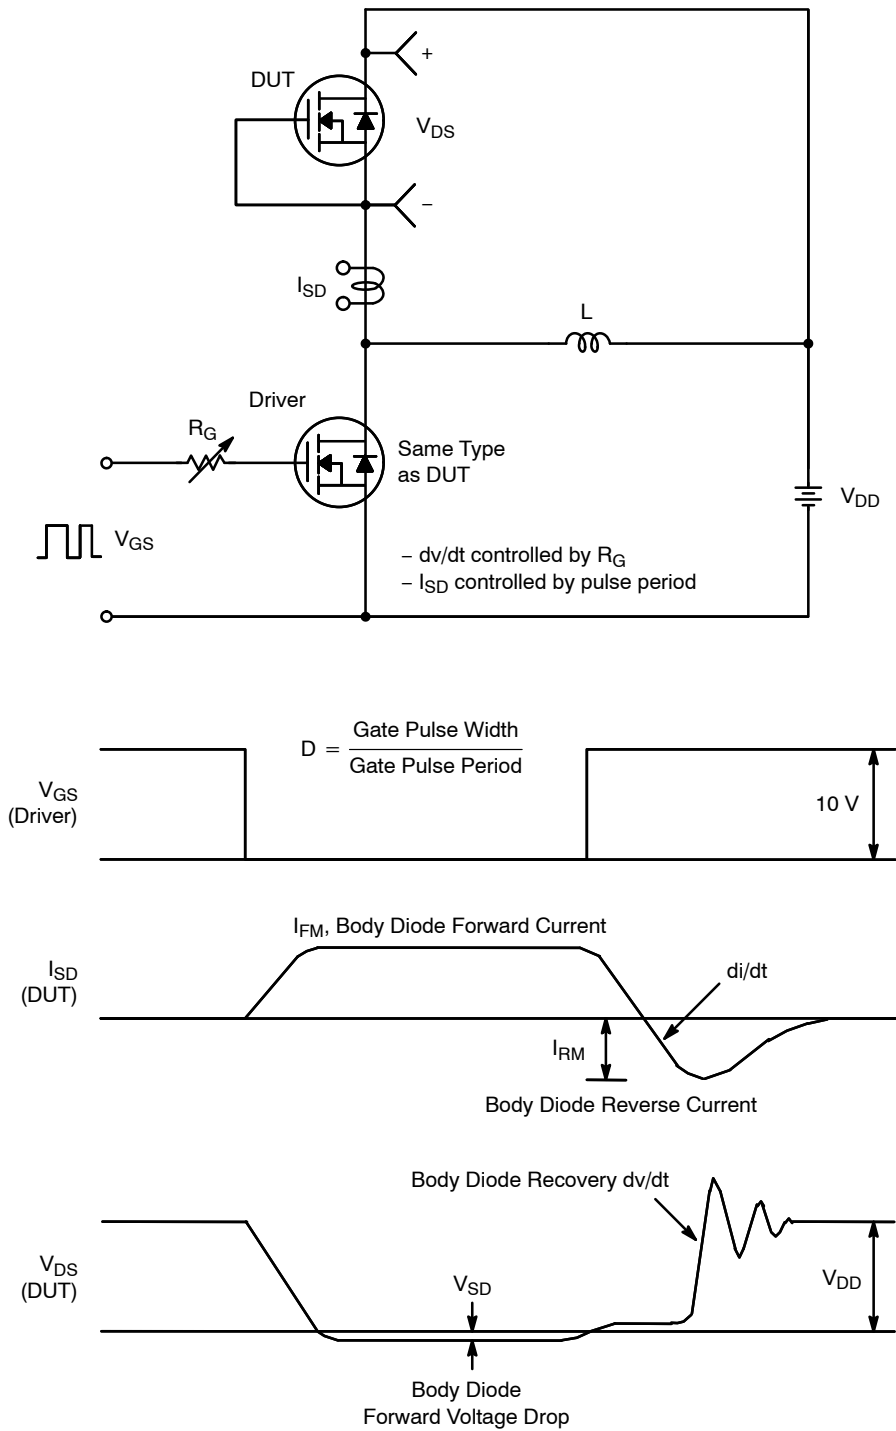 +
DUT
V_DS
−
I_SD
L
Driver
R_G
Same Type
as DUT
V_DD
V_GS
− dv/dt controlled by R_G
− I_SD controlled by pulse period
D = Gate Pulse Width
Gate Pulse Period
V_GS
(Driver)
10 V
I_FM, Body Diode Forward Current
I_SD
(DUT)
di/dt
I_RM
Body Diode Reverse Current
Body Diode Recovery dv/dt
V_DS
(DUT)
V_SD
V_DD
Body Diode
Forward Voltage Drop